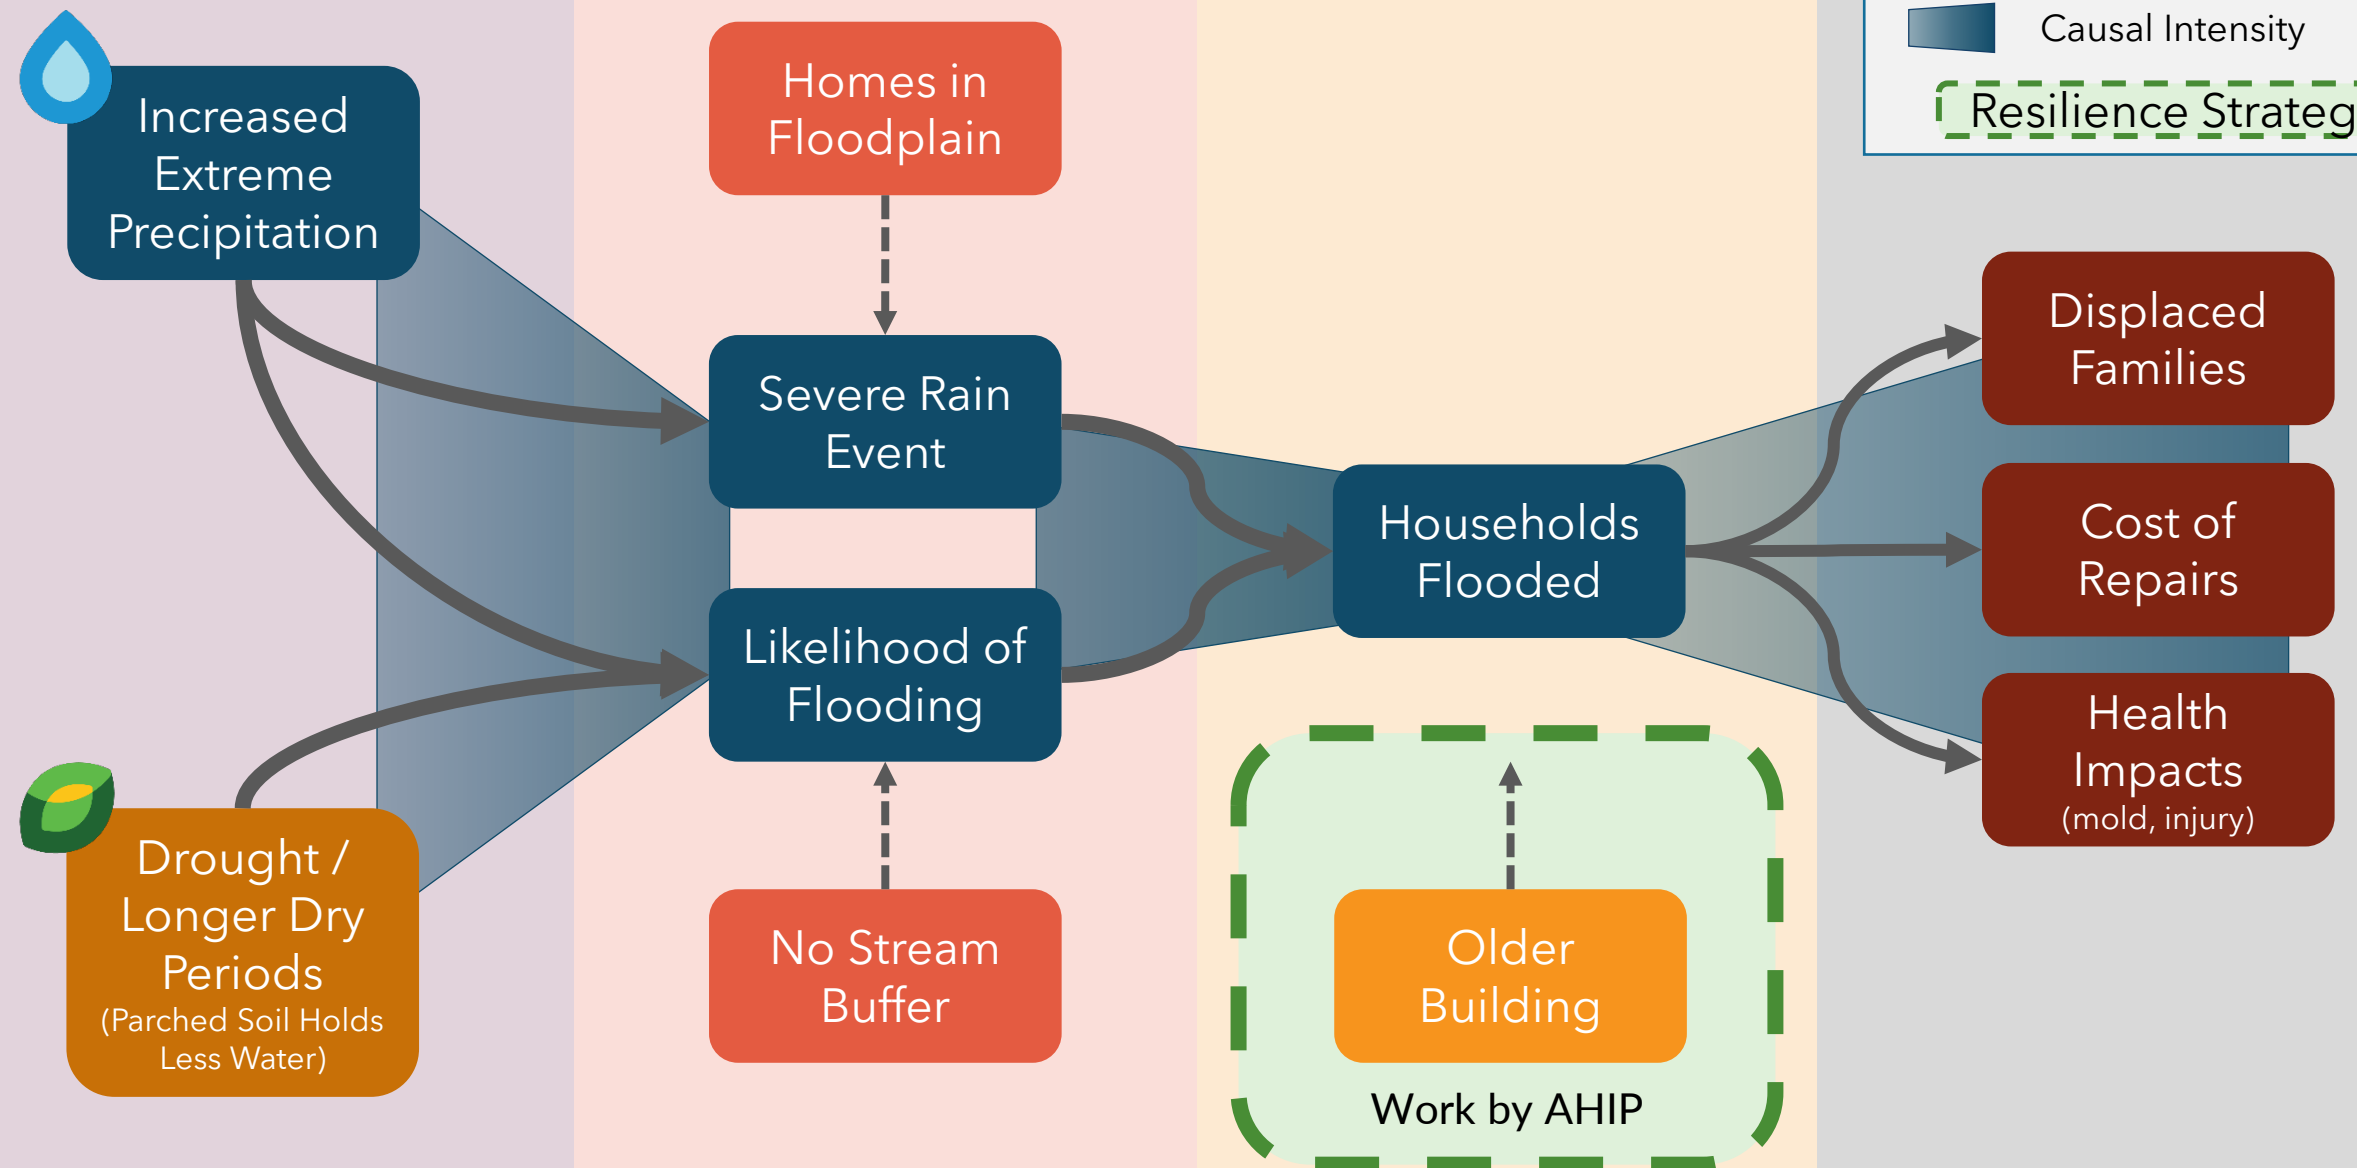 Causal Intensity
Resilience Strateg
Increased
Extreme
Precipitation
Homes in
Floodplain
Severe Rain
Event
Likelihood of
Flooding
Households
Flooded
Displaced
Families
Cost of
Repairs
Health
Impacts
(mold, injury)
Drought /
Longer Dry
Periods
(Parched Soil Holds
Less Water)
No Stream
Buffer
Older
Building
Work by AHIP